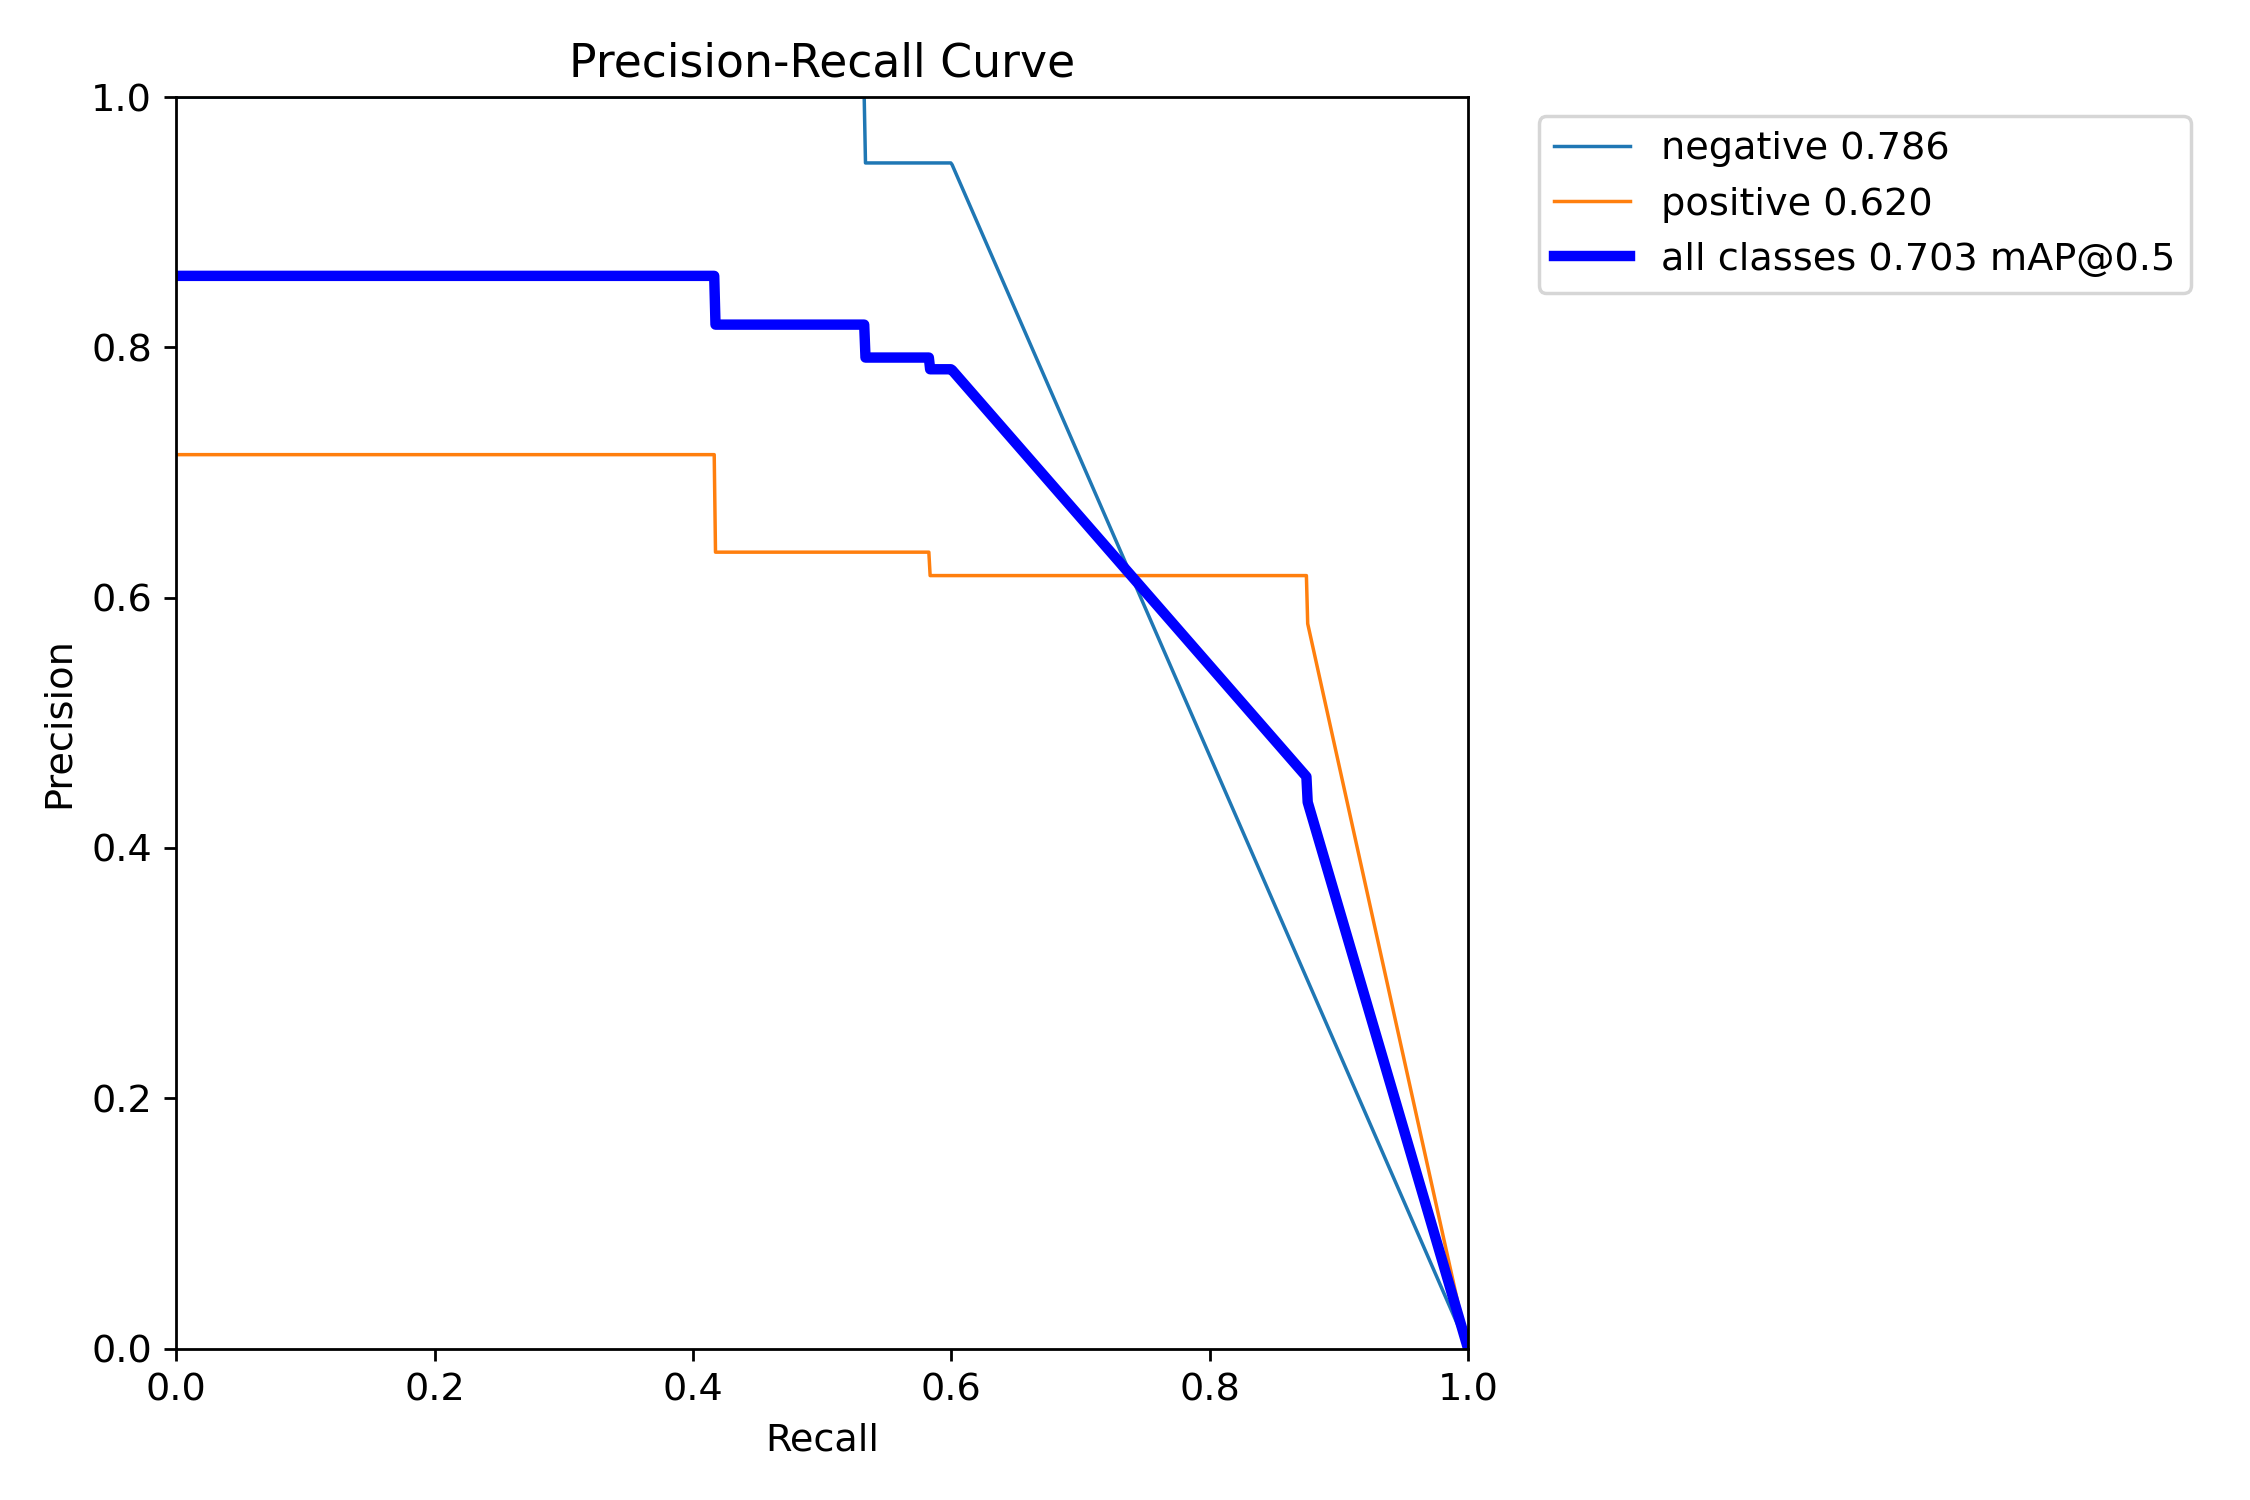 Precision-Recall Curve
negative 0.786
positive 0.620
all classes 0.703 mAP@0.5
Precision
1.0
0.8
0.6
0.4
0.2
0.0
0.0 0.2 0.4 0.6 0.8 1.0
Recall